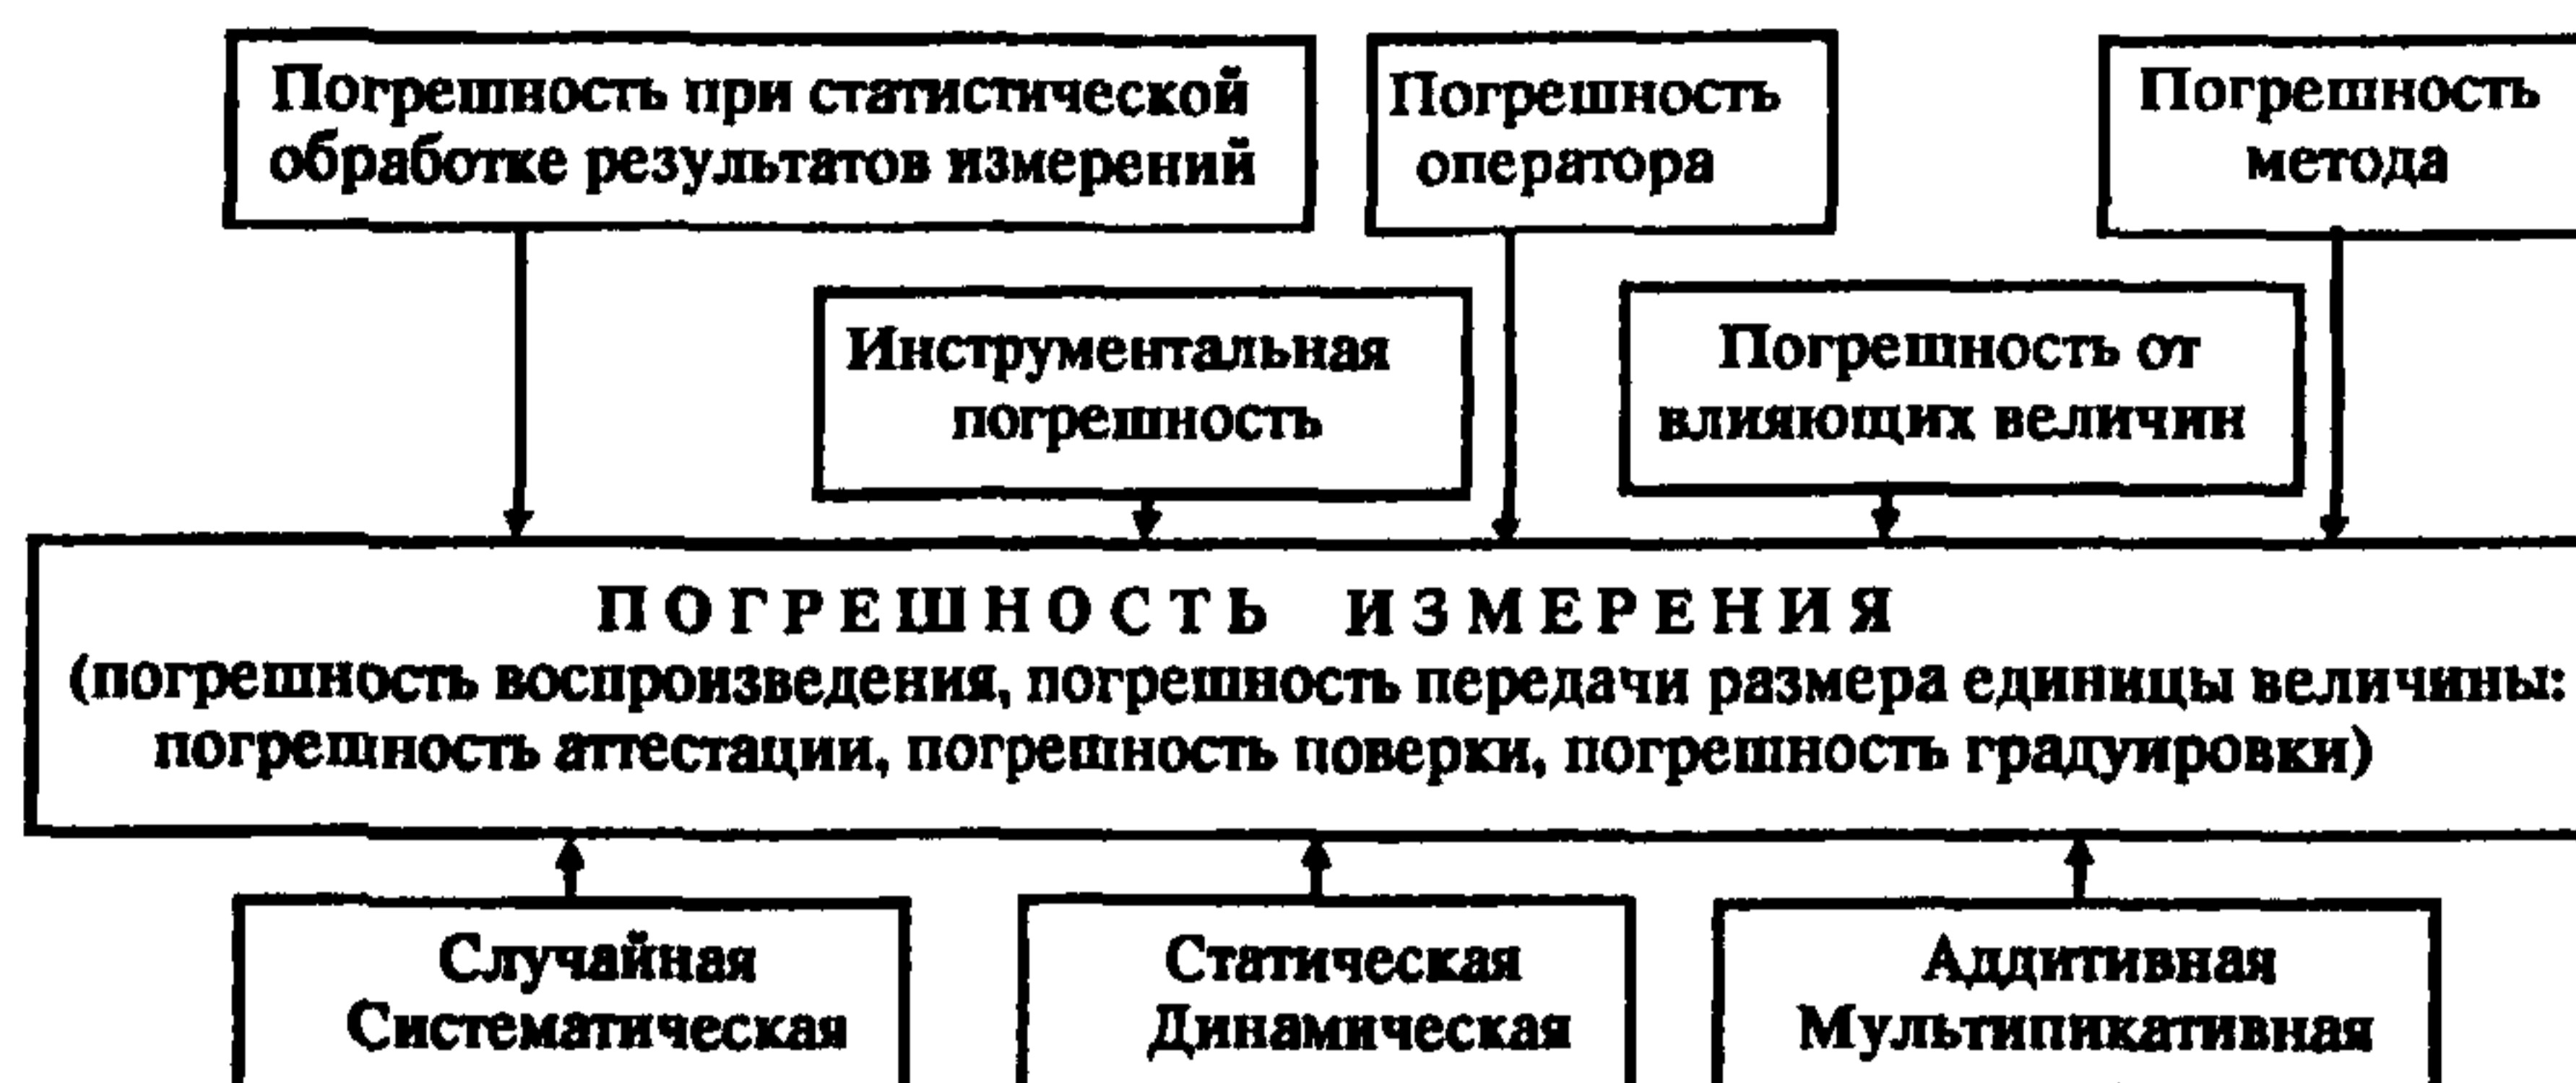 Погрешность при статистической
обработке результатов измерений
Погрешность
оператора
Погрешность
метода
Инструментальная
погрешность
Погрешность от
влияющих величин
ПОГРЕШНОСТЬ ИЗМЕРЕНИЯ
(погрешность воспроизведения, погрешность передачи размера единицы величины:
погрешность аттестации, погрешность поверки, погрешность градуировки)
Случайная
Систематическая
Статическая
Динамическая
Аддитивная
Мультипикативная